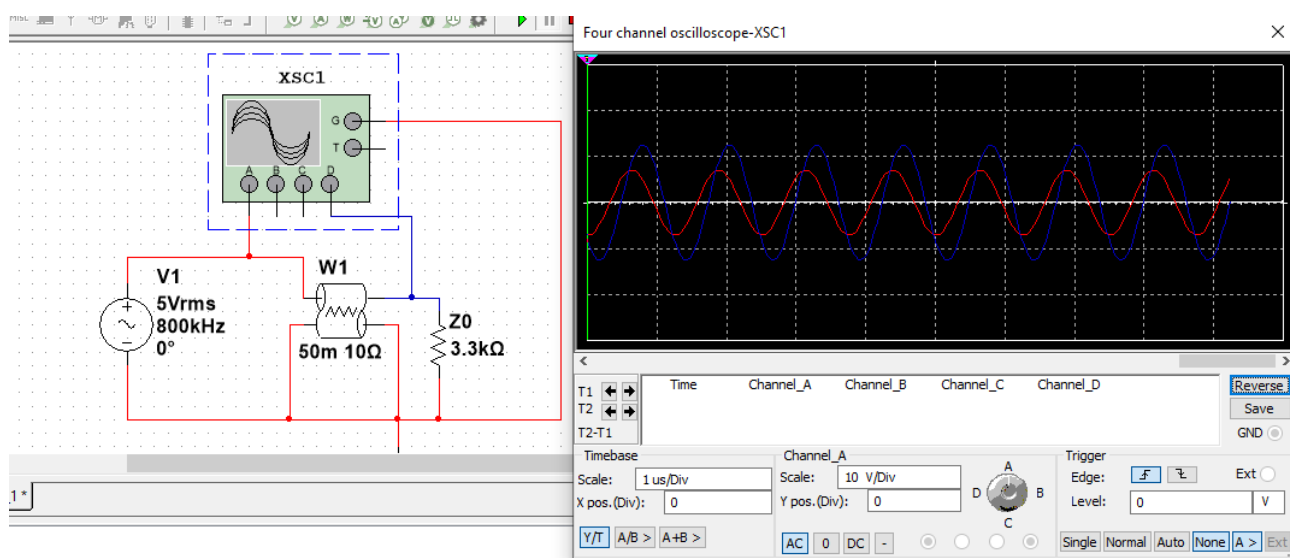 MISC
V A W V A V
Four channel oscilloscope-XSC1
XSC1
G
T
A B C D
V1
5Vrms
800kHz
0°
W1
50m 10Ω
Z0
3.3kΩ
1 *
Time Channel_A Channel_B Channel_C Channel_D
T1
T2
T2-T1
Reverse
Save
GND
Timebase
Scale: 1 us/Div
X pos.(Div): 0
Y/T A/B > A+B >
Channel_A
Scale: 10 V/Div
Y pos.(Div): 0
AC 0 DC -
A
D B
C
Trigger
Edge: Ext
Level: 0 V
Single Normal Auto None A > Ext